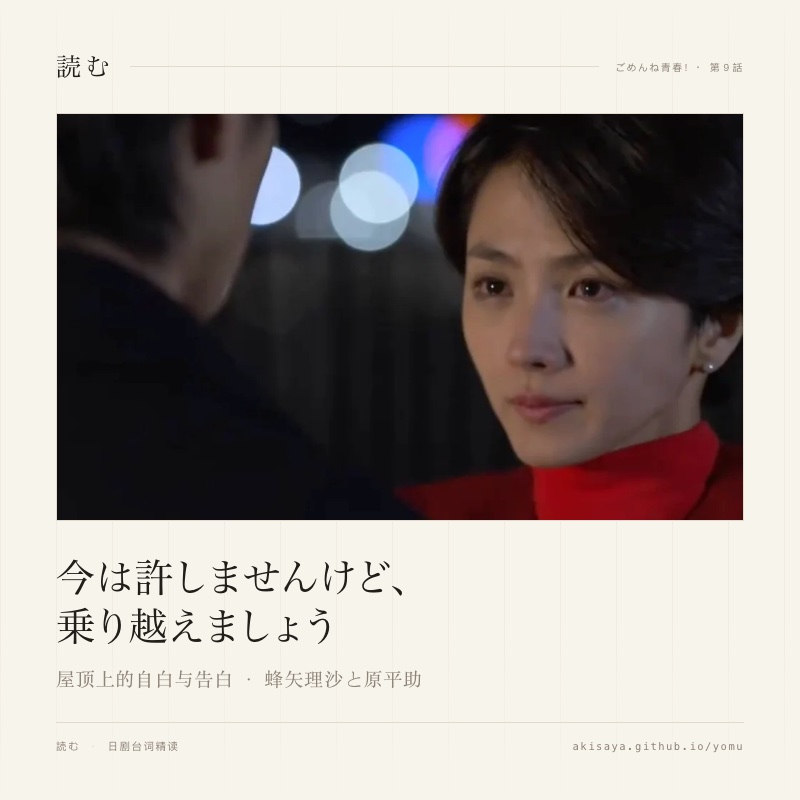 読む
ごめんね青春! · 第9話
今は許しませんけど、
乗り越えましょう
屋顶上的自白与告白 · 蜂矢理沙と原平助
読む · 日剧台词精读
akisaya.github.io/yomu